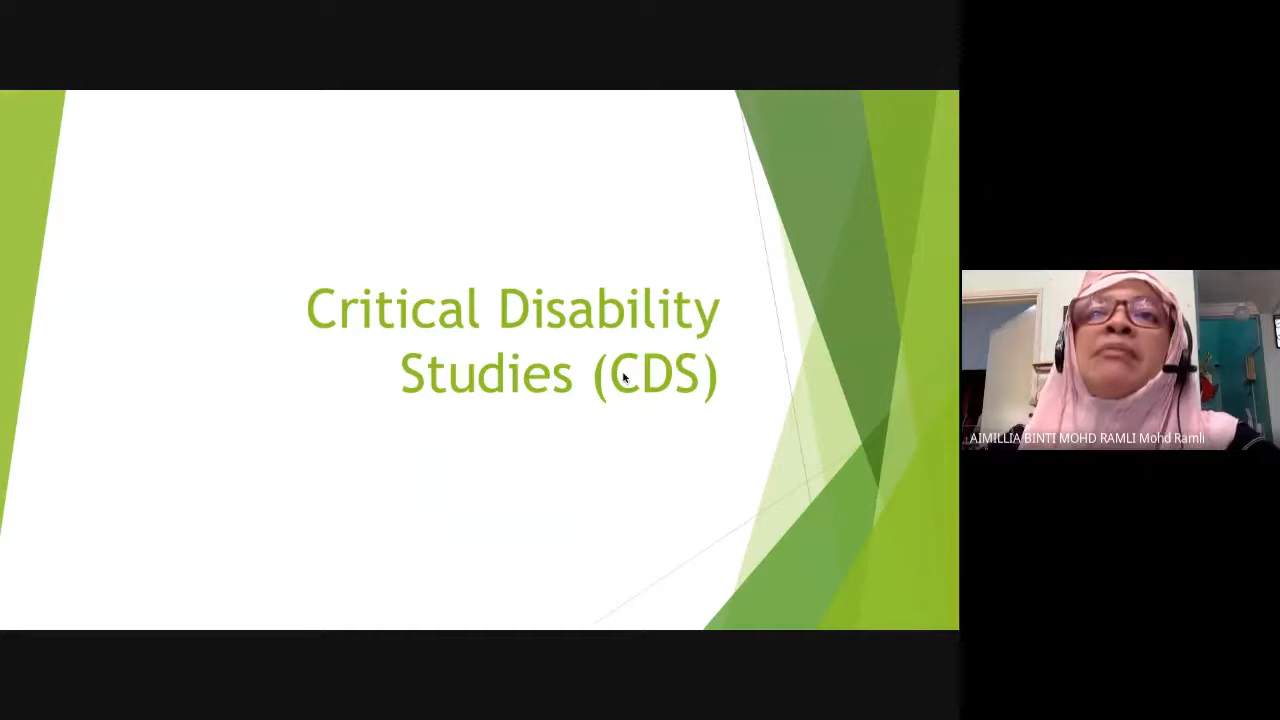 Critical Disability
Studies (CDS)
AIMILLIA BINTI MOHD RAMLI Mohd Ramli